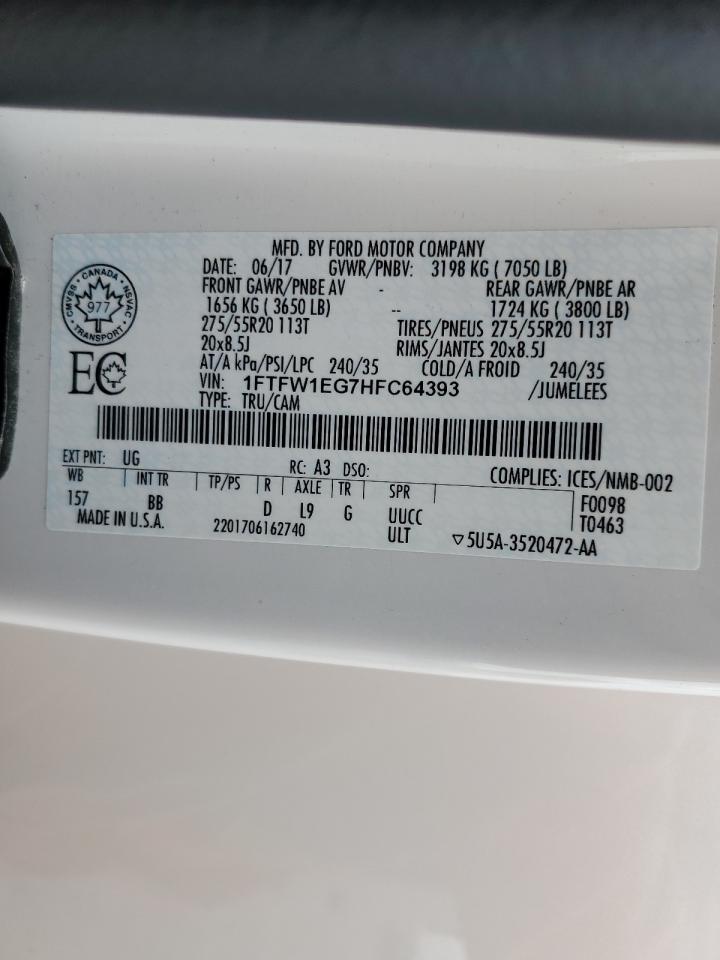 MFD. BY FORD MOTOR COMPANY
DATE: 06/17 GVWR/PNBV: 3198 KG ( 7050 LB)
FRONT GAWR/PNBE AV - REAR GAWR/PNBE AR
1656 KG ( 3650 LB) -- 1724 KG ( 3800 LB)
275/55R20 113T TIRES/PNEUS 275/55R20 113T
20x8.5J RIMS/JANTES 20x8.5J
AT/A kPa/PSI/LPC 240/35 COLD/A FROID 240/35
VIN: 1FTFW1EG7HFC64393 /JUMELEES
TYPE: TRU/CAM
CANADA
CMVSS NSVAC
977
TRANSPORT
EC
EXT PNT: UG RC: A3 DSO: COMPLIES: ICES/NMB-002
WB INT TR TP/PS R AXLE TR SPR F0098
157 BB D L9 G UUCC T0463
MADE IN U.S.A. 2201706162740 ULT ▽5U5A-3520472-AA